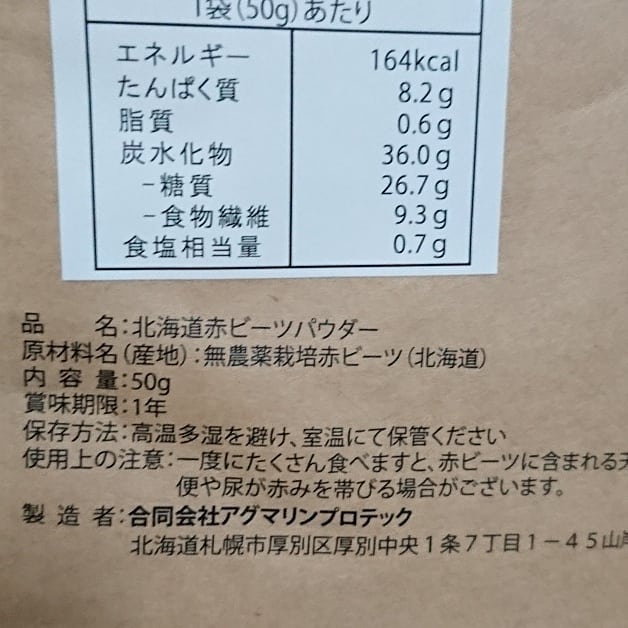 1袋(50g)あたり
エネルギー 164kcal
たんぱく質 8.2g
脂質 0.6g
炭水化物 36.0g
-糖質 26.7g
-食物繊維 9.3g
食塩相当量 0.7g
品 名:北海道赤ビーツパウダー
原材料名(産地):無農薬栽培赤ビーツ(北海道)
内容量:50g
賞味期限:1年
保存方法:高温多湿を避け、室温にて保管ください
使用上の注意:一度にたくさん食べますと、赤ビーツに含まれる天
便や尿が赤みを帯びる場合がございます。
製造者:合同会社アグマリンプロテック
北海道札幌市厚別区厚別中央1条7丁目1-45山